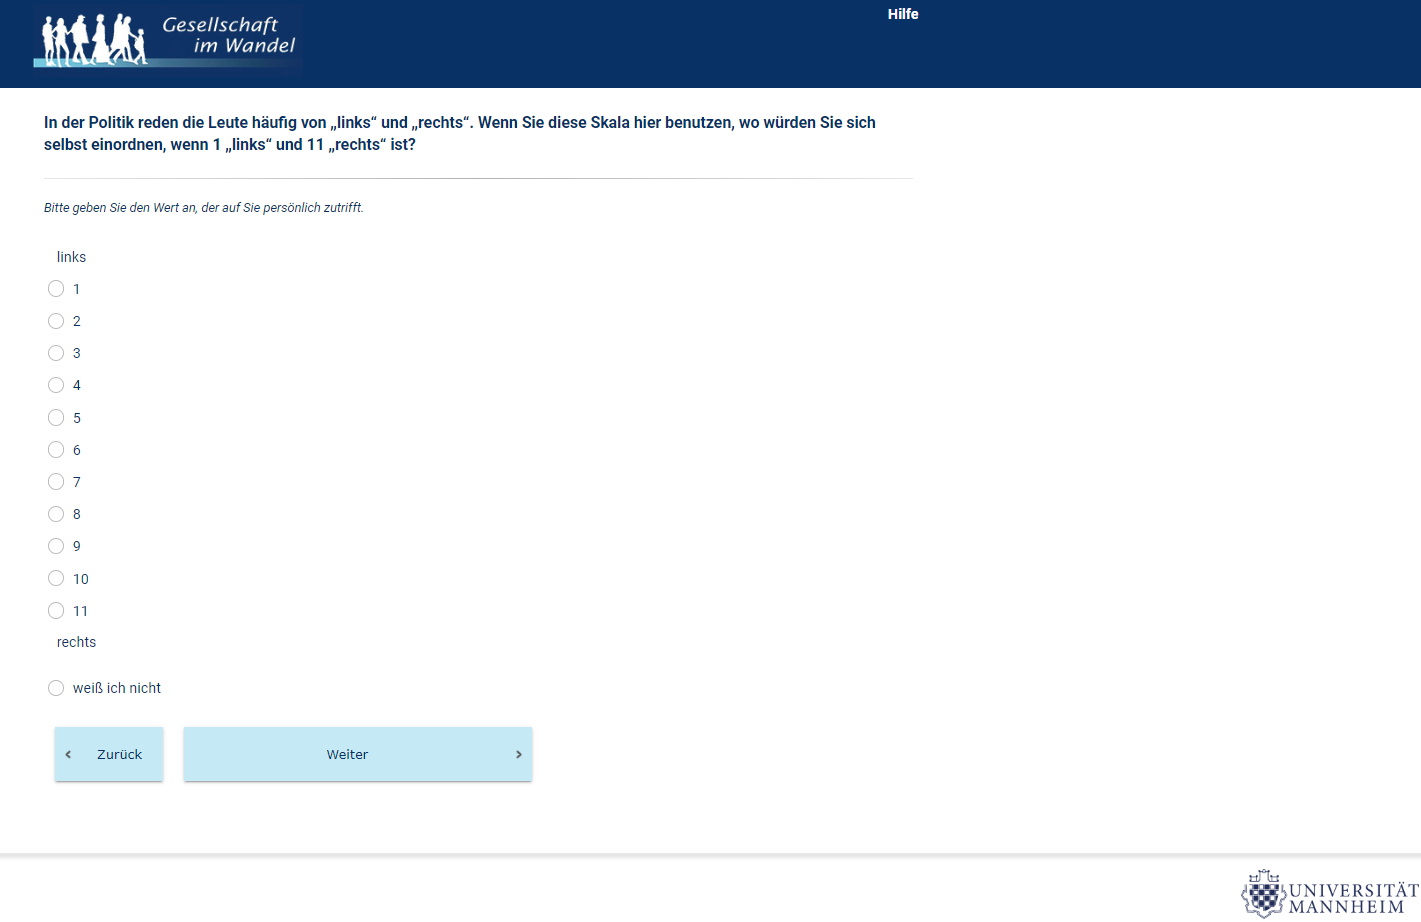 Gesellschaft
im Wandel
Hilfe
In der Politik reden die Leute häufig von „links“ und „rechts“. Wenn Sie diese Skala hier benutzen, wo würden Sie sich
selbst einordnen, wenn 1 „links“ und 11 „rechts“ ist?
Bitte geben Sie den Wert an, der auf Sie persönlich zutrifft.
links
1
2
3
4
5
6
7
8
9
10
11
rechts
weiß ich nicht
Zurück
Weiter
UNIVERSITÄT
MANNHEIM